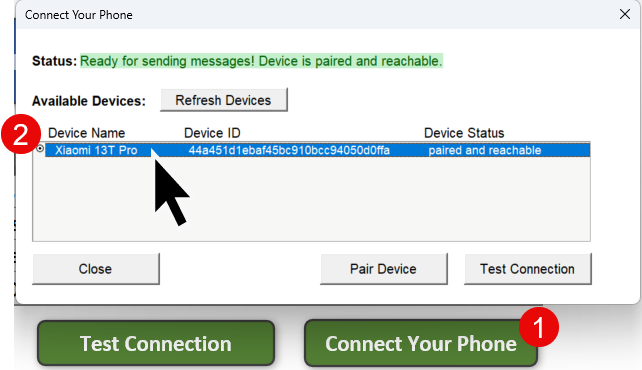 Connect Your Phone
Status: Ready for sending messages! Device is paired and reachable.
Available Devices: Refresh Devices
2
Device Name Device ID Device Status
Xiaomi 13T Pro 44a451d1ebaf45bc910bcc94050d0ffa paired and reachable
Close Pair Device Test Connection
1
Test Connection Connect Your Phone